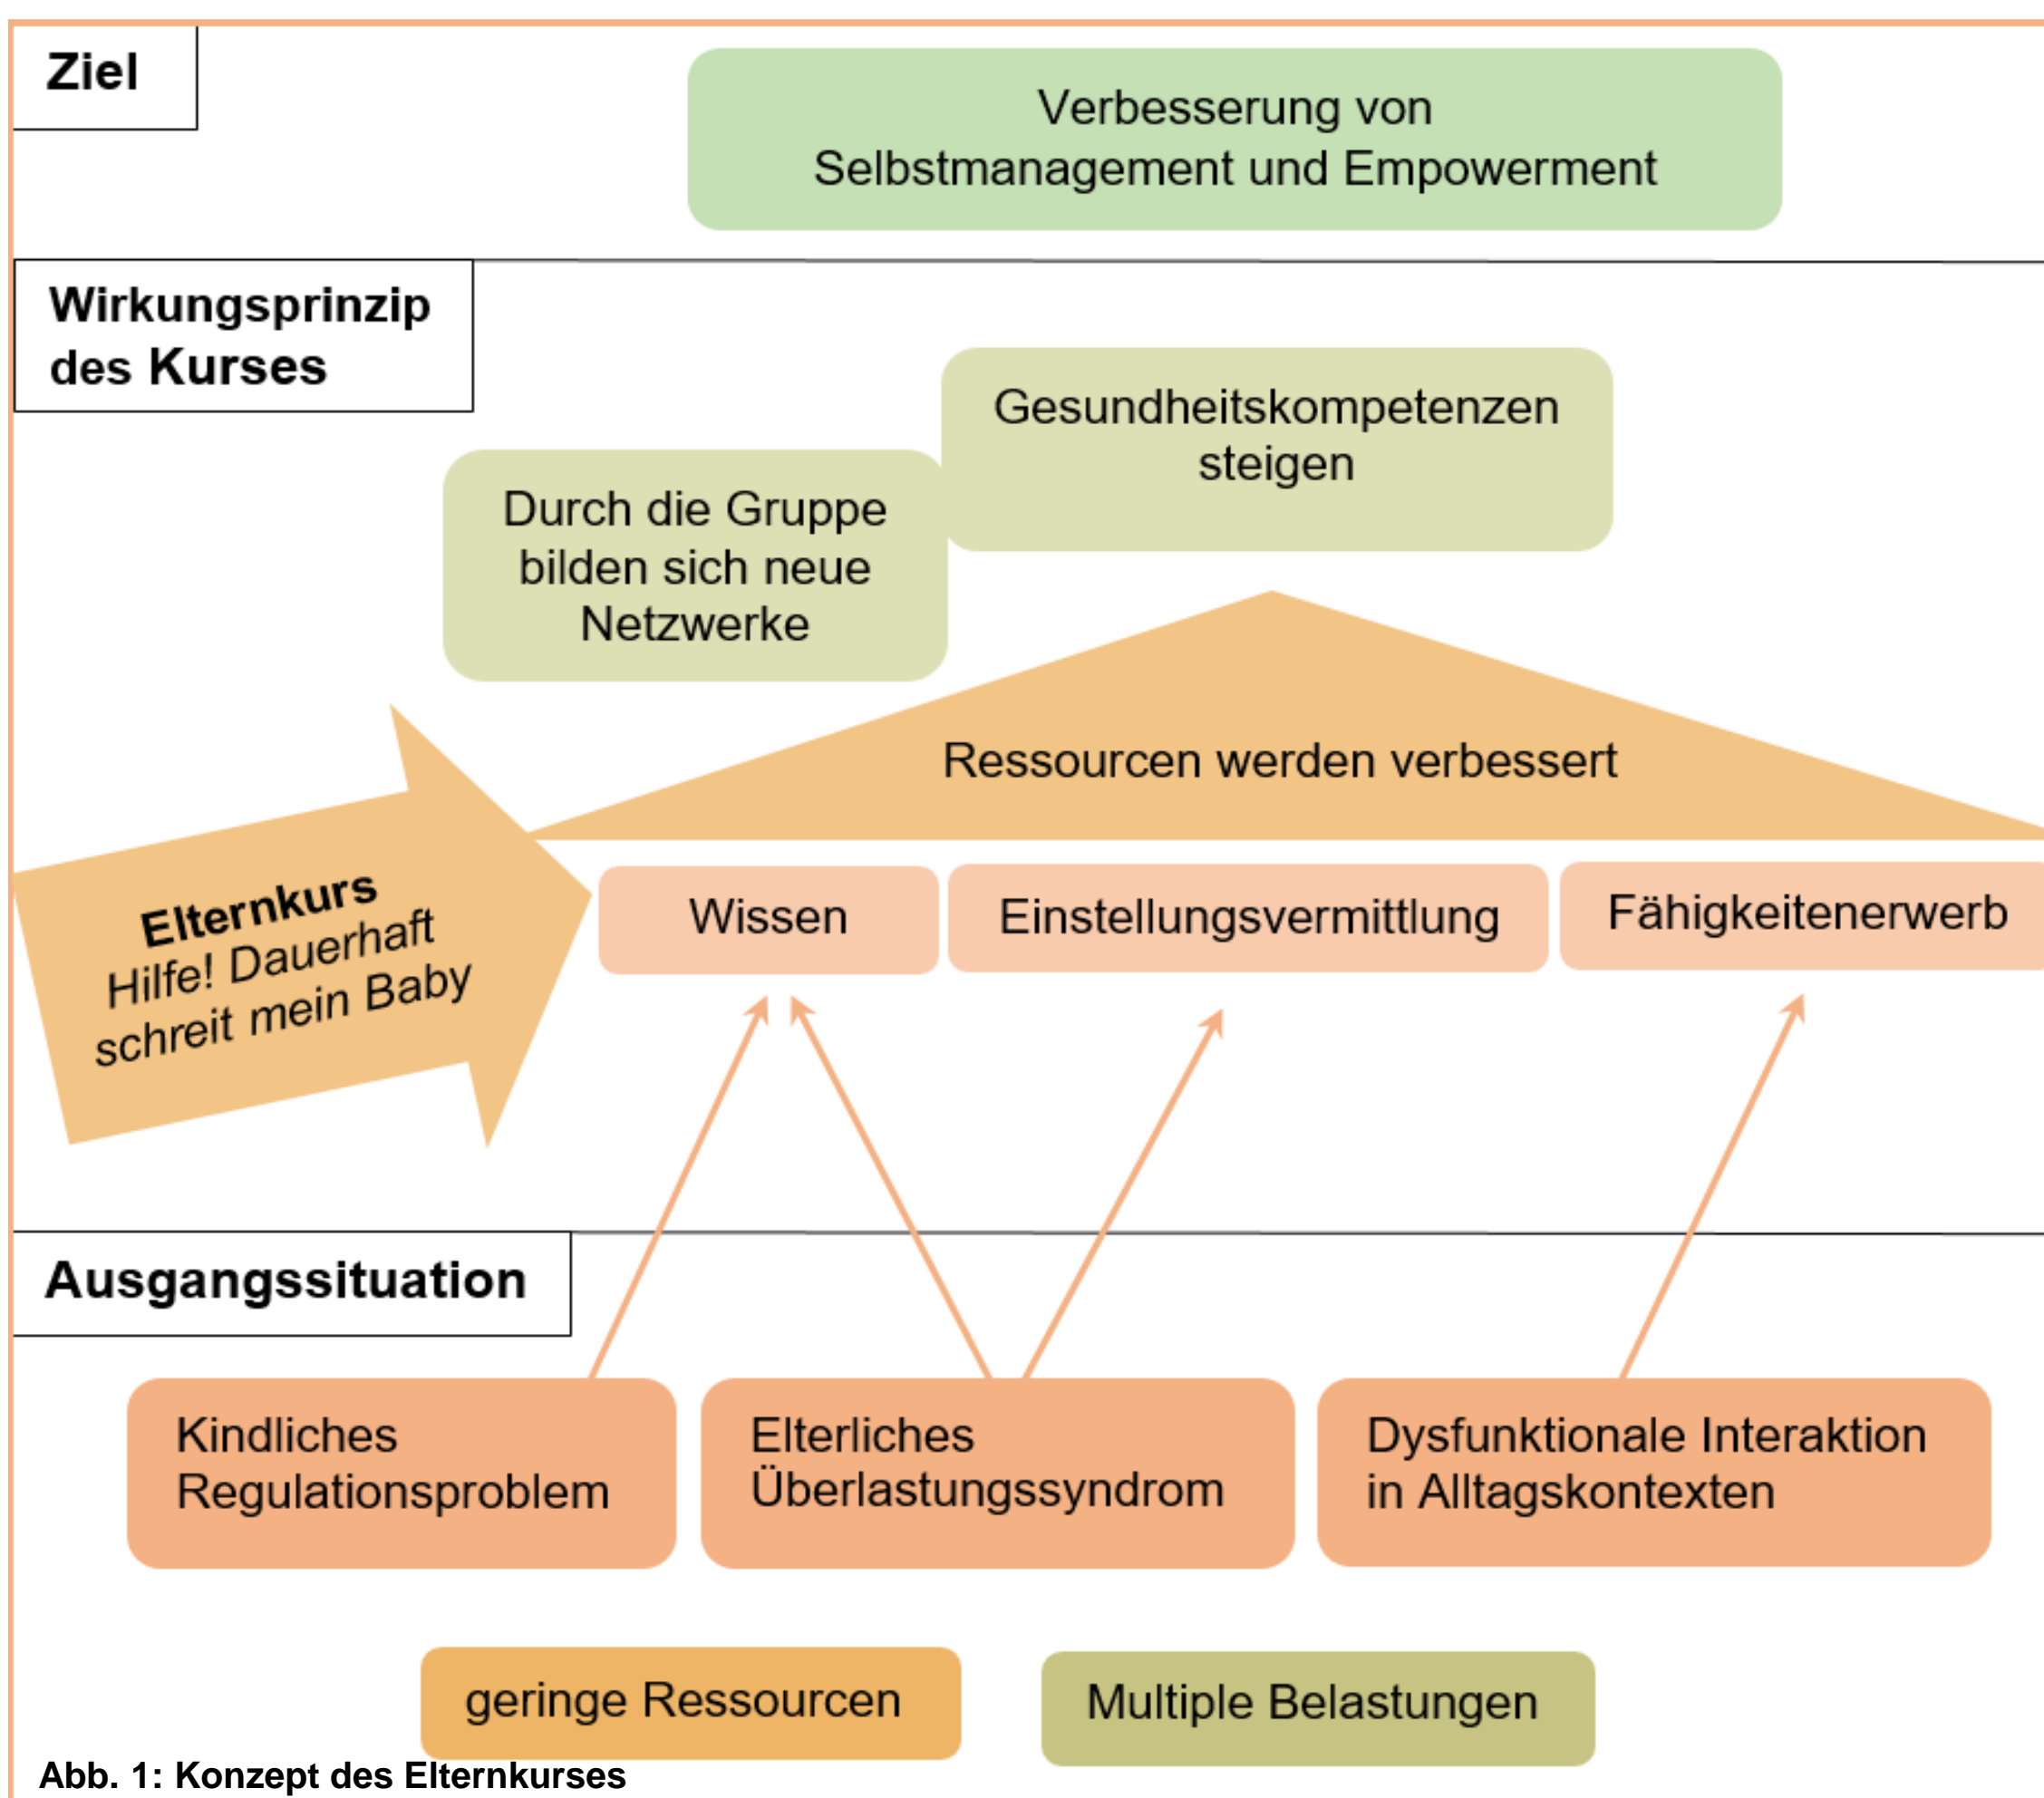 Ziel
Verbesserung von
Selbstmanagement und Empowerment
Wirkungsprinzip
des Kurses
Gesundheitskompetenzen
steigen
Durch die Gruppe
bilden sich neue
Netzwerke
Ressourcen werden verbessert
Elternkurs
Hilfe! Dauerhaft
schreit mein Baby
Wissen
Einstellungsvermittlung
Fähigkeitenerwerb
Ausgangssituation
Kindliches
Regulationsproblem
Elterliches
Überlastungssyndrom
Dysfunktionale Interaktion
in Alltagskontexten
geringe Ressourcen
Multiple Belastungen
Abb. 1: Konzept des Elternkurses